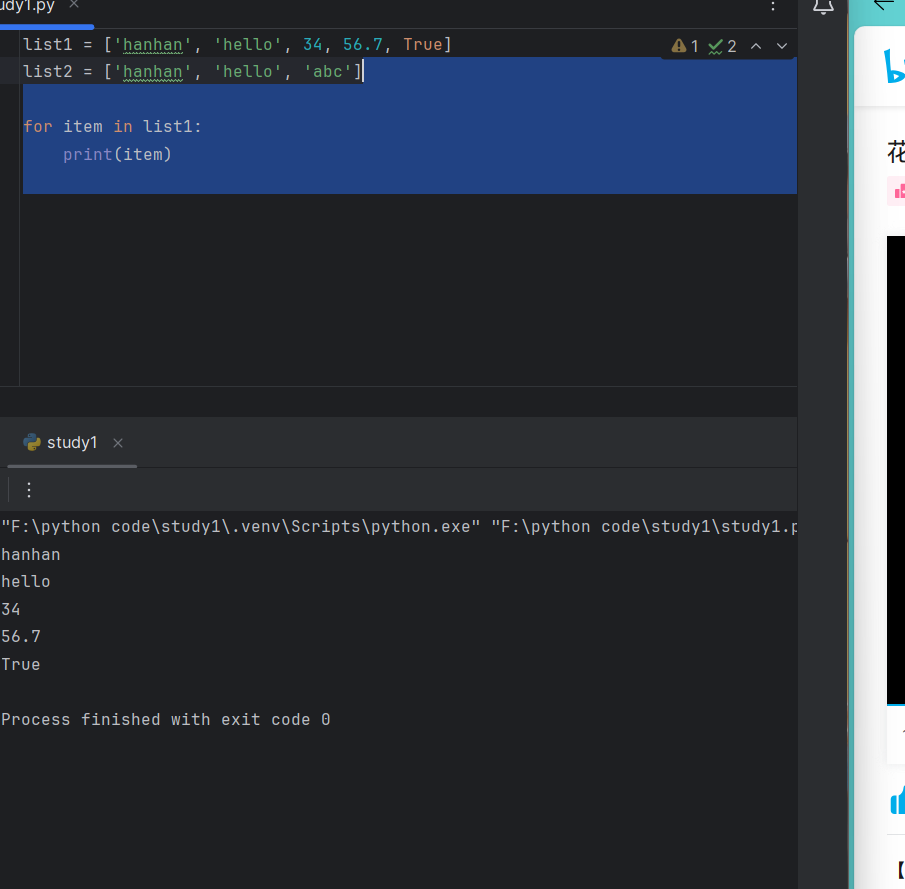 list1 = ['hanhan', 'hello', 34, 56.7, True]
1 2
list2 = ['hanhan', 'hello', 'abc']
for item in list1:
    print(item)
study1
"F:\python code\study1\.venv\Scripts\python.exe" "F:\python code\study1\study1.p
hanhan
hello
34
56.7
True
Process finished with exit code 0
花
【